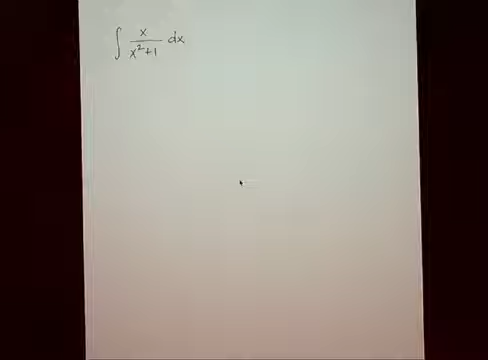 ∫ x/(x²+1) dx